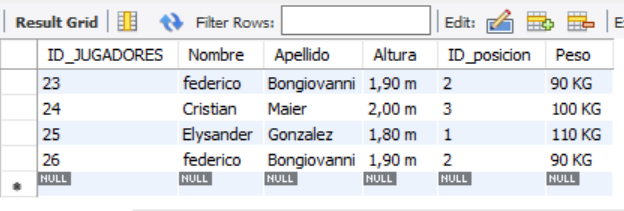 Result Grid Filter Rows: Edit: E
ID_JUGADORES Nombre Apellido Altura ID_posicion Peso
23 federico Bongiovanni 1,90 m 2 90 KG
24 Cristian Maier 2,00 m 3 100 KG
25 Elysander Gonzalez 1,80 m 1 110 KG
26 federico Bongiovanni 1,90 m 2 90 KG
NULL NULL NULL NULL NULL NULL